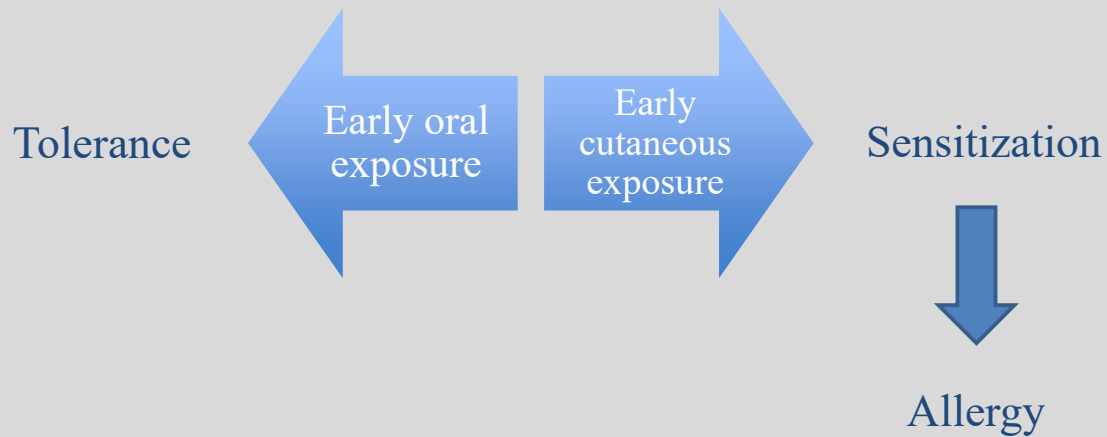 Tolerance
Early oral
exposure
Early
cutaneous
exposure
Sensitization
Allergy